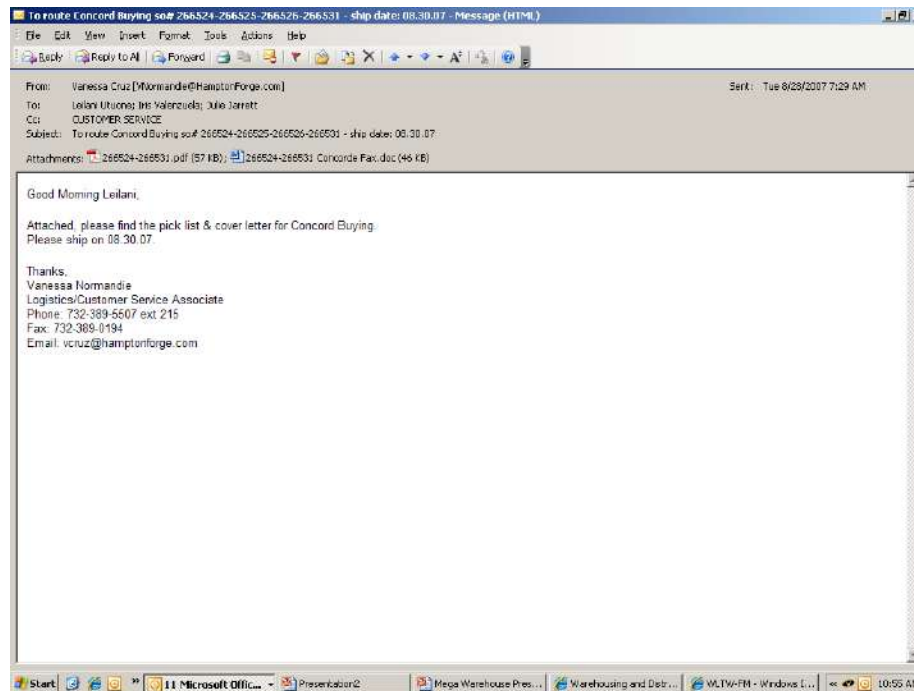 To route Concord Buying so# 266524-266525-266526-266531 - ship date: 08.30.07 - Message (HTML)
File Edit View Insert Format Tools Actions Help
Reply Reply to All Forward
From: Vanessa Cruz [VNormandie@HamptonForge.com] Sent: Tue 8/28/2007 7:29 AM
To: Leilani Utuone; Iris Valenzuela; Julie Jarrett
Cc: CUSTOMER SERVICE
Subject: To route Concord Buying so# 266524-266525-266526-266531 - ship date: 08.30.07
Attachments: 266524-266531.pdf (57 KB); 266524-266531 Concorde Fax.doc (46 KB)
Good Morning Leilani,
Attached, please find the pick list & cover letter for Concord Buying.
Please ship on 08.30.07.
Thanks,
Vanessa Normandie
Logistics/Customer Service Associate
Phone: 732-389-5507 ext 215
Fax: 732-389-0194
Email: vcruz@hamptonforge.com
Start » 11 Microsoft Offic... Presentation2 Mega Warehouse Pres... Warehousing and Distr... WLTW-FM - Windows I... « 10:55 A